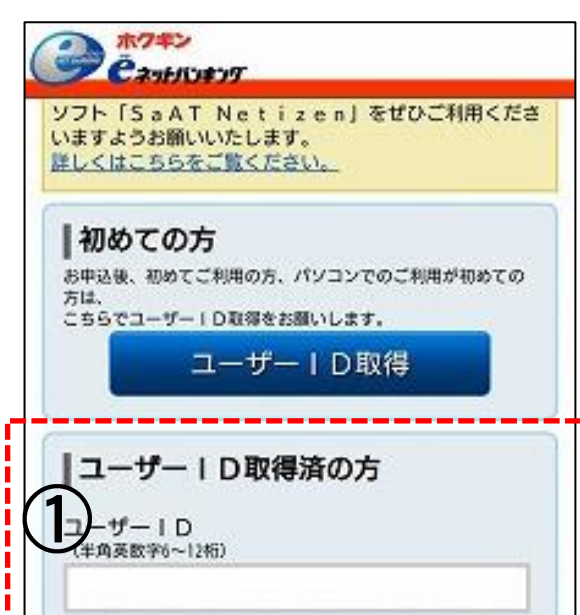 ホクギン
eネットバンキング
ソフト「SaAT Netizen」をぜひご利用くださ
いますようお願いいたします。
詳しくはこちらをご覧ください。
初めての方
お申込後、初めてご利用の方、パソコンでのご利用が初めての
方は、
こちらでユーザーID取得をお願いします。
ユーザーID取得
ユーザーID取得済の方
①
ユーザーID
(半角英数字6~12桁)